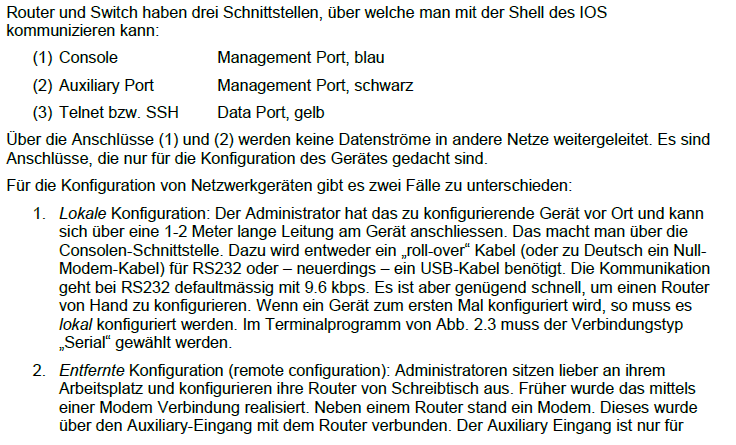 Router und Switch haben drei Schnittstellen, über welche man mit der Shell des IOS
kommunizieren kann:
(1) Console Management Port, blau
(2) Auxiliary Port Management Port, schwarz
(3) Telnet bzw. SSH Data Port, gelb
Über die Anschlüsse (1) und (2) werden keine Datenströme in andere Netze weitergeleitet. Es sind
Anschlüsse, die nur für die Konfiguration des Gerätes gedacht sind.
Für die Konfiguration von Netzwerkgeräten gibt es zwei Fälle zu unterschieden:
1. Lokale Konfiguration: Der Administrator hat das zu konfigurierende Gerät vor Ort und kann
sich über eine 1-2 Meter lange Leitung am Gerät anschliessen. Das macht man über die
Consolen-Schnittstelle. Dazu wird entweder ein „roll-over“ Kabel (oder zu Deutsch ein Null-
Modem-Kabel) für RS232 oder – neuerdings – ein USB-Kabel benötigt. Die Kommunikation
geht bei RS232 defaultmässig mit 9.6 kbps. Es ist aber genügend schnell, um einen Router
von Hand zu konfigurieren. Wenn ein Gerät zum ersten Mal konfiguriert wird, so muss es
lokal konfiguriert werden. Im Terminalprogramm von Abb. 2.3 muss der Verbindungstyp
„Serial“ gewählt werden.
2. Entfernte Konfiguration (remote configuration): Administratoren sitzen lieber an ihrem
Arbeitsplatz und konfigurieren ihre Router von Schreibtisch aus. Früher wurde das mittels
einer Modem Verbindung realisiert. Neben einem Router stand ein Modem. Dieses wurde
über den Auxiliary-Eingang mit dem Router verbunden. Der Auxiliary Eingang ist nur für